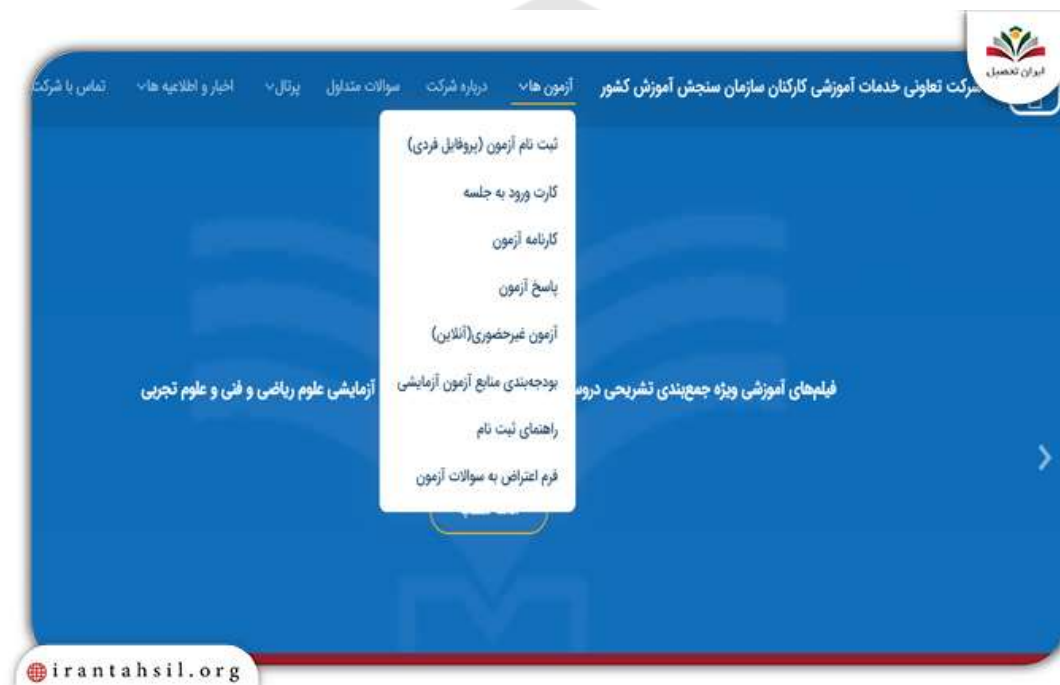 ایران تحصیل
شرکت تعاونی خدمات آموزشی کارکنان سازمان سنجش آموزش کشور آزمون ها درباره شرکت سوالات متداول پرتال اخبار و اطلاعیه ها تماس با شرکت
ثبت نام آزمون (پروفایل فردی)
کارت ورود به جلسه
کارنامه آزمون
پاسخ آزمون
آزمون غیرحضوری(آنلاین)
بودجه‌بندی منابع آزمون آزمایشی
راهنمای ثبت نام
فرم اعتراض به سوالات آزمون
فیلم‌های آموزشی ویژه جمع‌بندی تشریحی آزمایشی علوم ریاضی و فنی و علوم تجربی
irantahsil.org